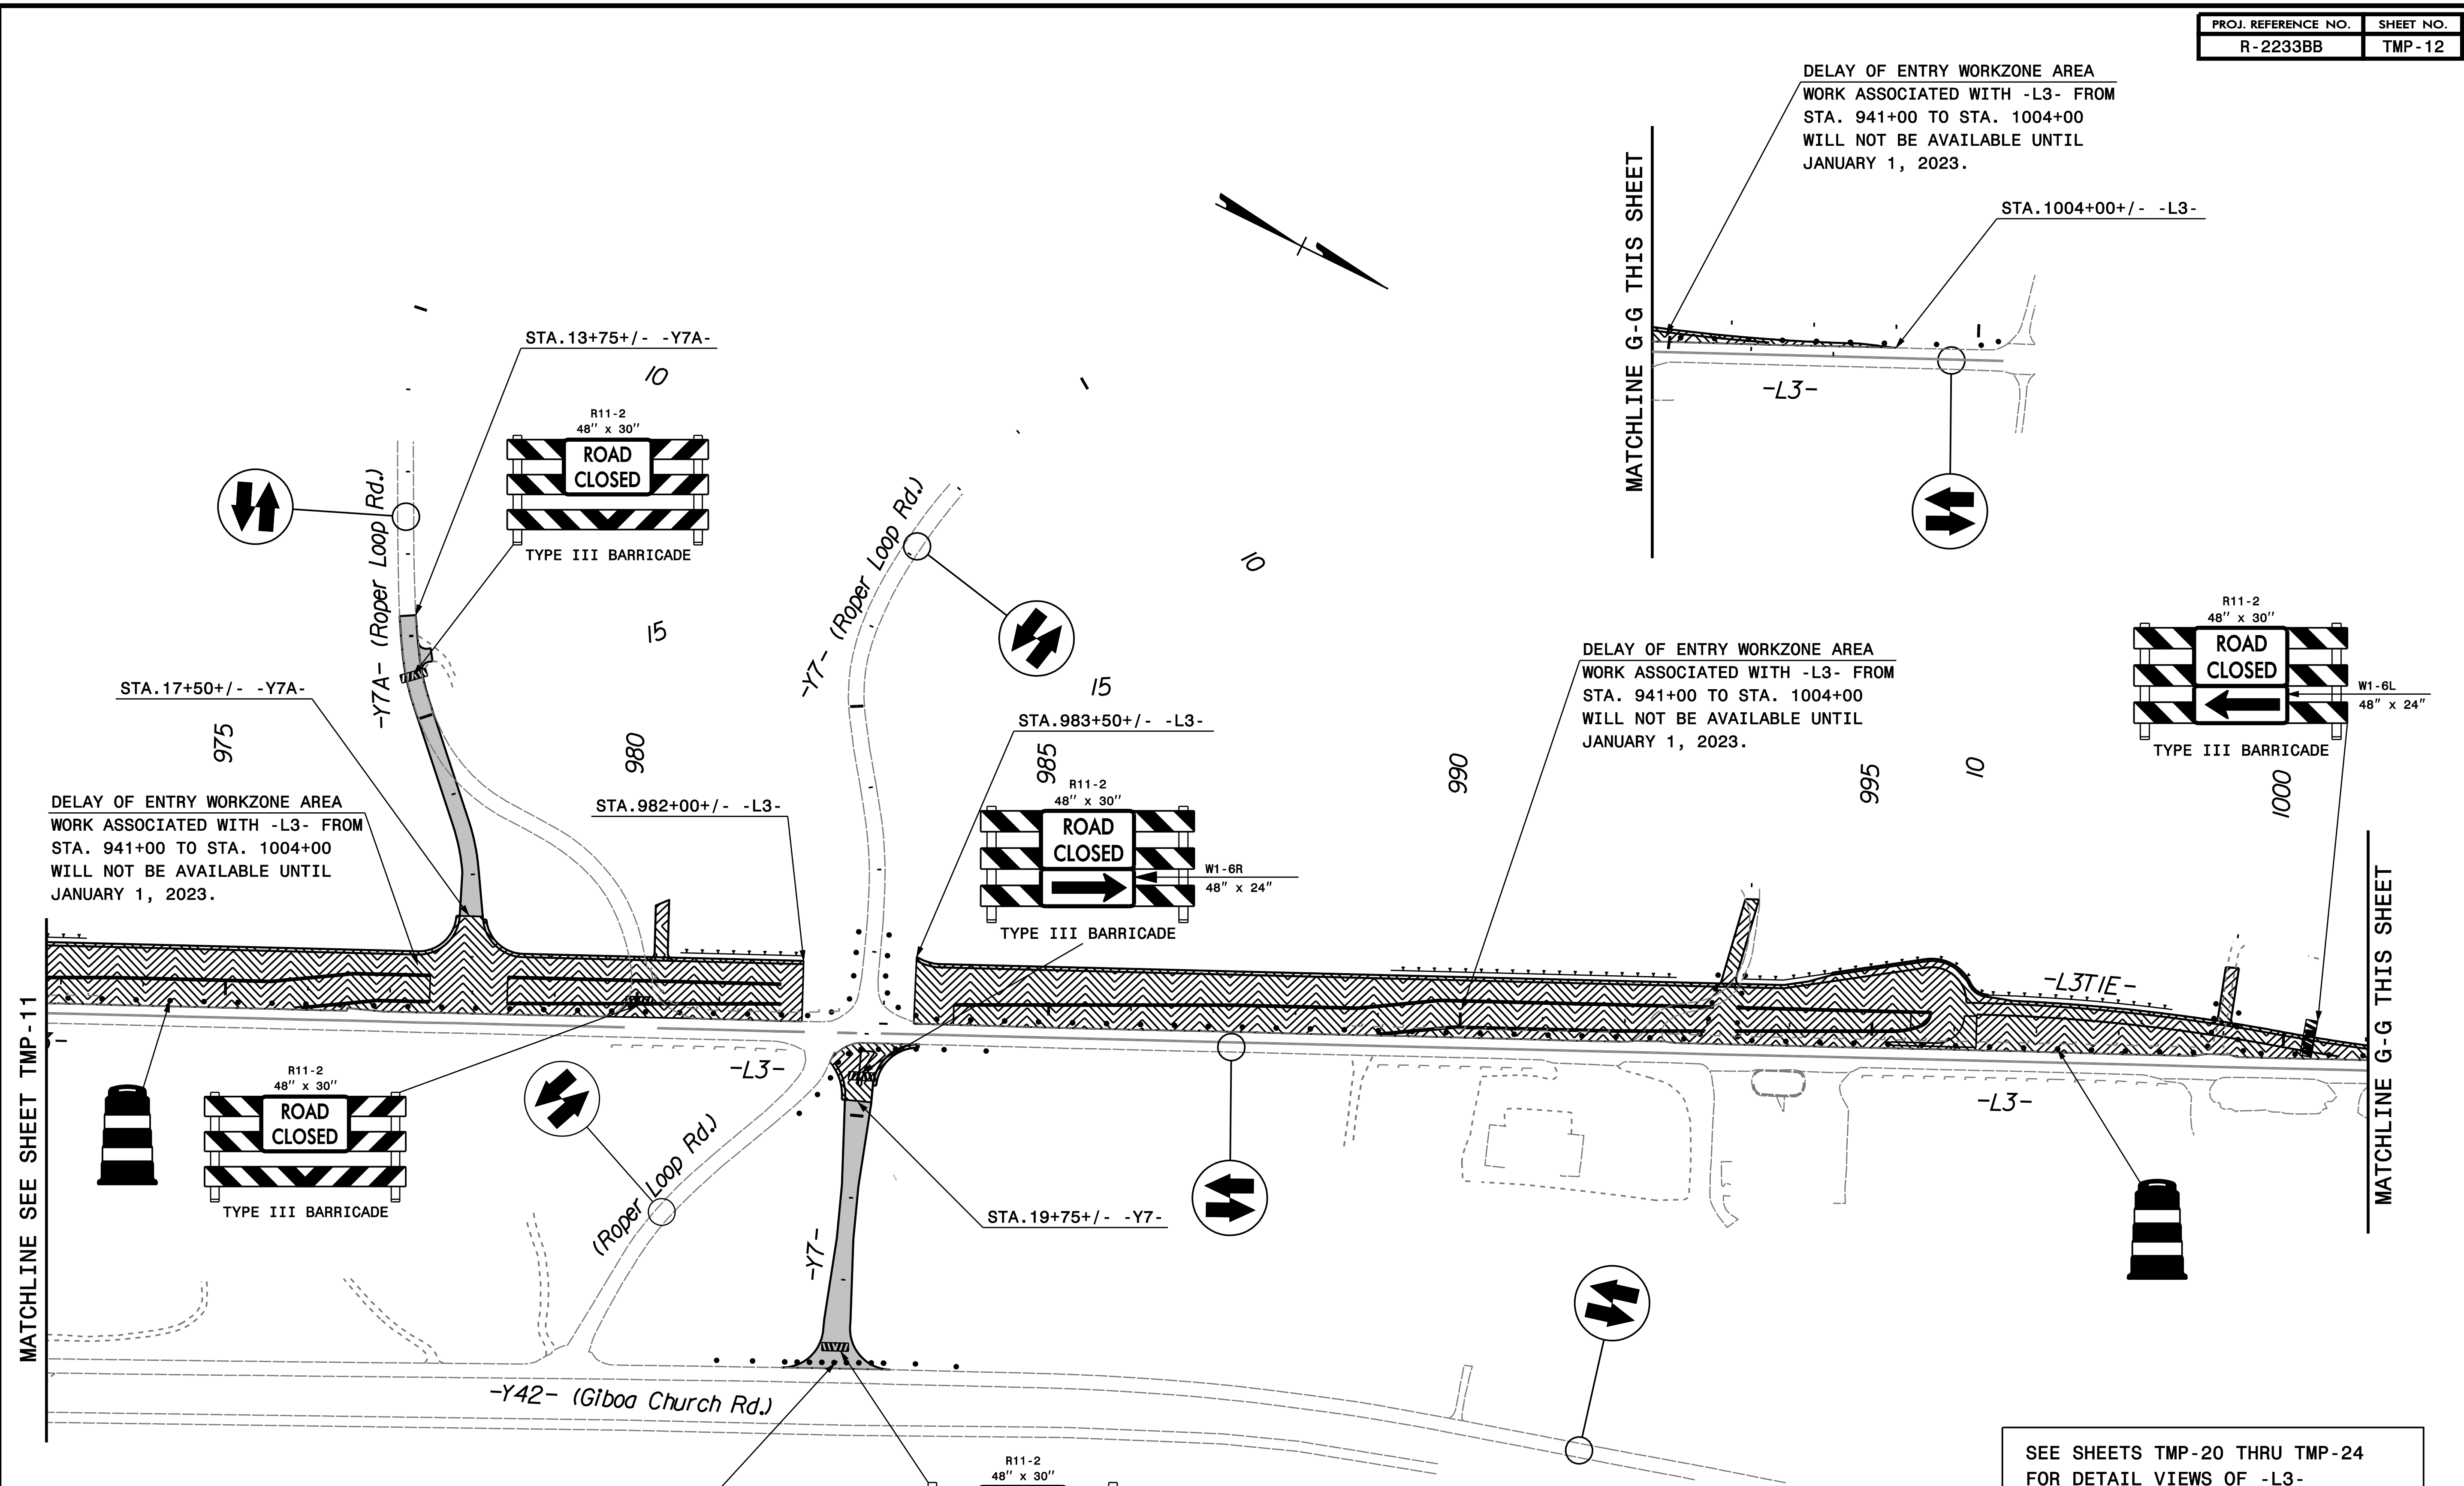 PROJ. REFERENCE NO. SHEET NO.
R-2233BB TMP-12
DELAY OF ENTRY WORKZONE AREA
WORK ASSOCIATED WITH -L3- FROM
STA. 941+00 TO STA. 1004+00
WILL NOT BE AVAILABLE UNTIL
JANUARY 1, 2023.
MATCHLINE G-G THIS SHEET
STA.1004+00+/- -L3-
-L3-
STA.13+75+/- -Y7A-
10
R11-2
48" x 30"
ROAD
CLOSED
TYPE III BARRICADE
-Y7A- (Roper Loop Rd.)
15
-Y7- (Roper Loop Rd.)
10
15
STA.17+50+/- -Y7A-
975
980
STA.982+00+/- -L3-
STA.983+50+/- -L3-
985
R11-2
48" x 30"
ROAD
CLOSED
W1-6R
48" x 24"
TYPE III BARRICADE
DELAY OF ENTRY WORKZONE AREA
WORK ASSOCIATED WITH -L3- FROM
STA. 941+00 TO STA. 1004+00
WILL NOT BE AVAILABLE UNTIL
JANUARY 1, 2023.
990
995
10
1000
R11-2
48" x 30"
ROAD
CLOSED
W1-6L
48" x 24"
TYPE III BARRICADE
DELAY OF ENTRY WORKZONE AREA
WORK ASSOCIATED WITH -L3- FROM
STA. 941+00 TO STA. 1004+00
WILL NOT BE AVAILABLE UNTIL
JANUARY 1, 2023.
MATCHLINE SEE SHEET TMP-11
-L3TIE-
MATCHLINE G-G THIS SHEET
-L3-
-L3-
R11-2
48" x 30"
ROAD
CLOSED
TYPE III BARRICADE
(Roper Loop Rd.)
-Y7-
STA.19+75+/- -Y7-
-Y42- (Giboa Church Rd.)
R11-2
48" x 30"
SEE SHEETS TMP-20 THRU TMP-24
FOR DETAIL VIEWS OF -L3-